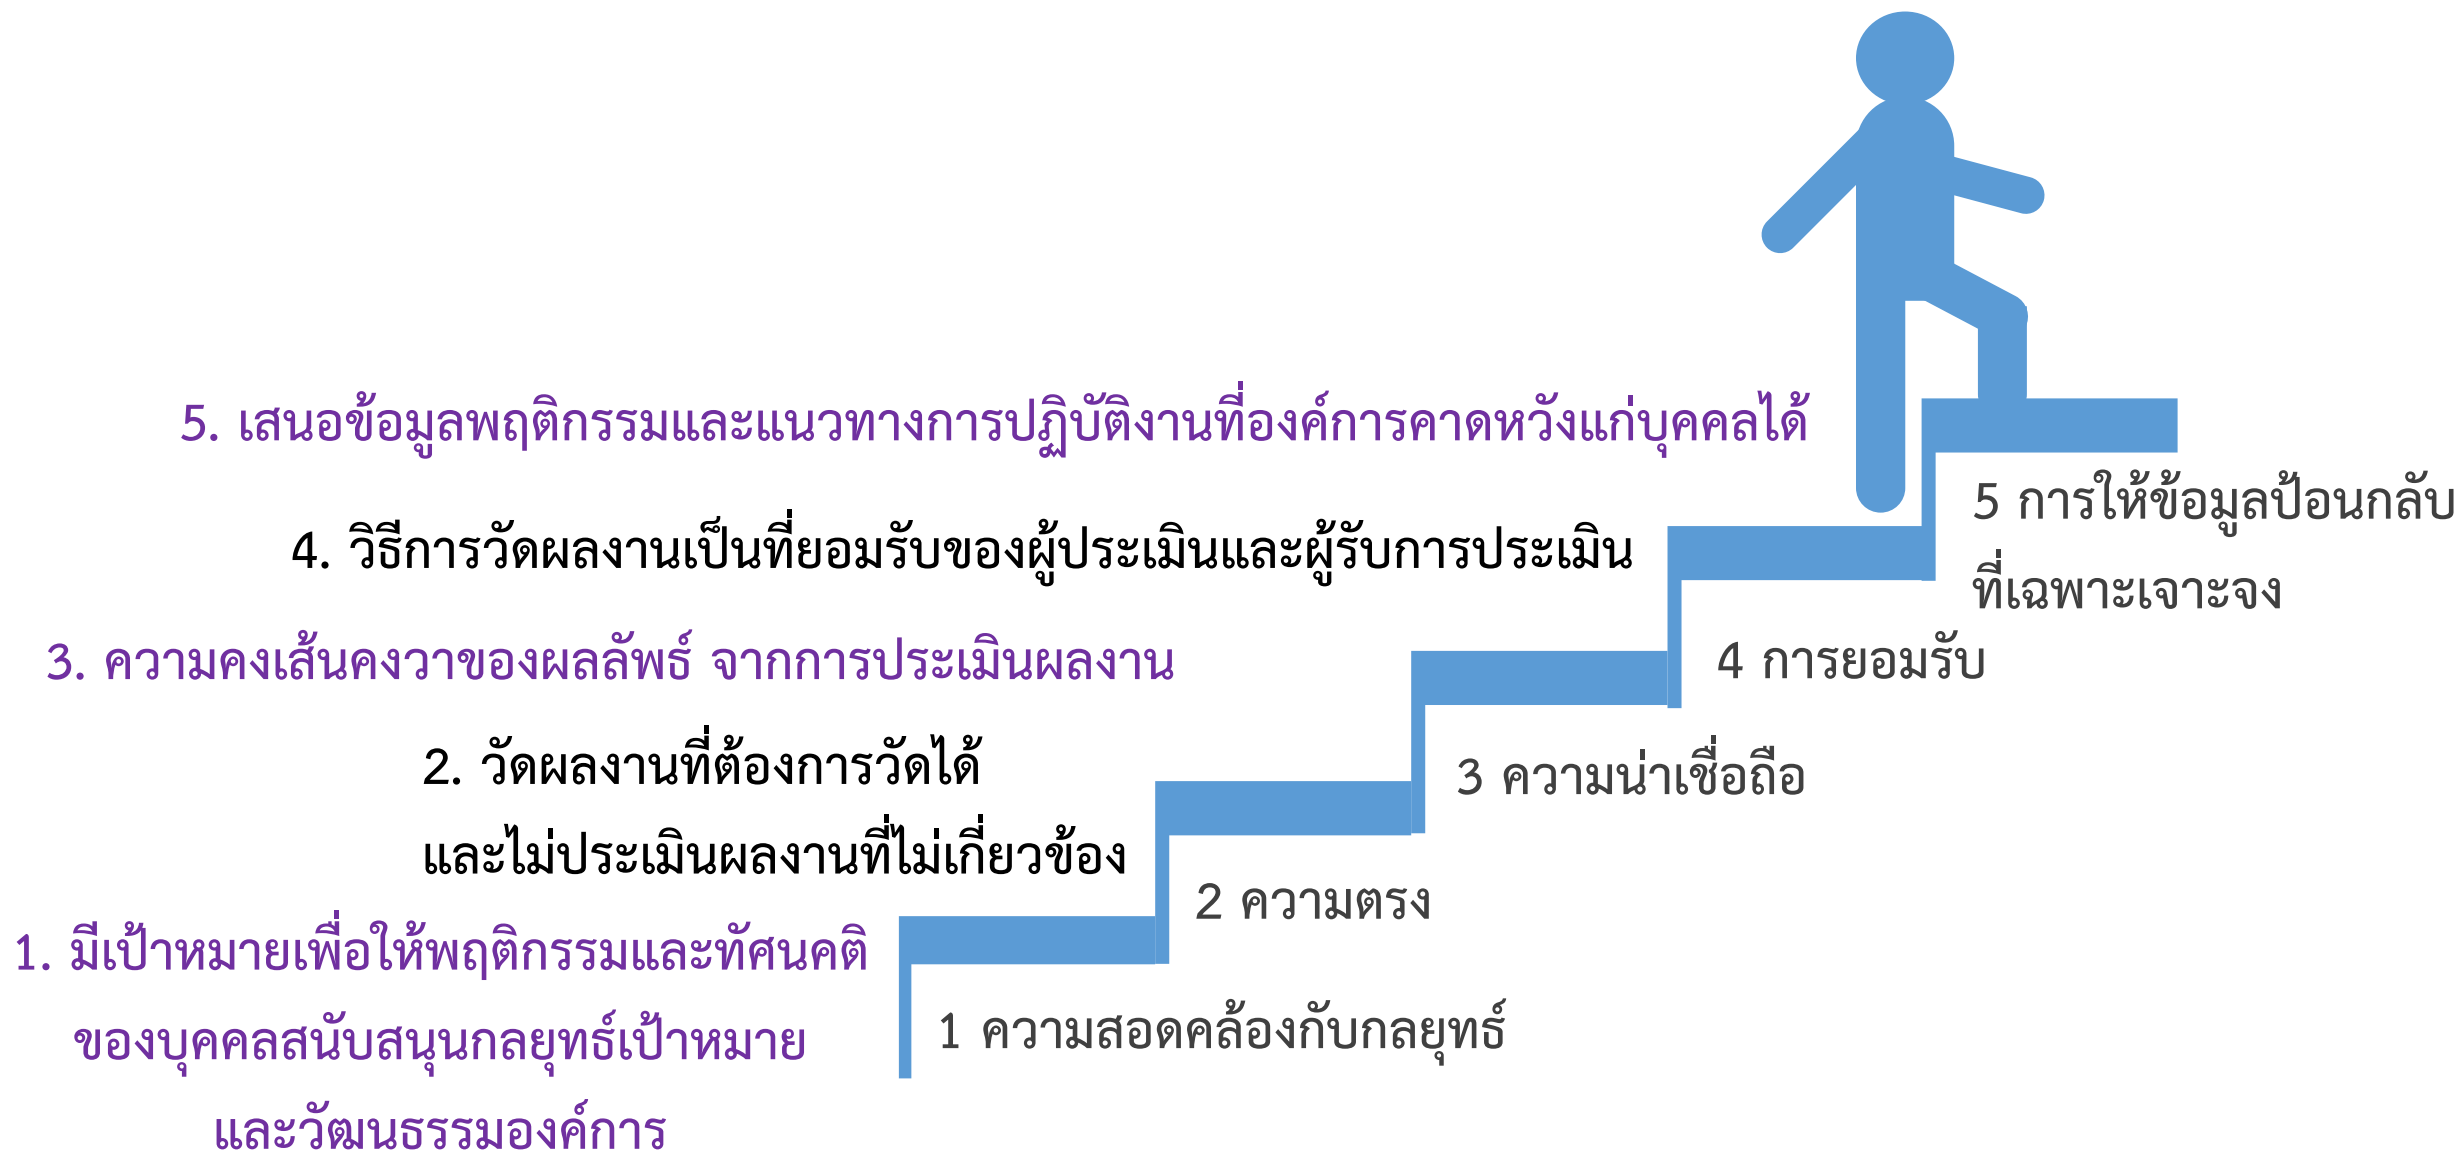 5. เสนอข้อมูลพฤติกรรมและแนวทางการปฏิบัติงานที่องค์การคาดหวังแก่บุคคลได้
5 การให้ข้อมูลป้อนกลับ
ที่เฉพาะเจาะจง
4. วิธีการวัดผลงานเป็นที่ยอมรับของผู้ประเมินและผู้รับการประเมิน
4 การยอมรับ
3. ความคงเส้นคงวาของผลลัพธ์ จากการประเมินผลงาน
3 ความน่าเชื่อถือ
2. วัดผลงานที่ต้องการวัดได้
และไม่ประเมินผลงานที่ไม่เกี่ยวข้อง
2 ความตรง
1. มีเป้าหมายเพื่อให้พฤติกรรมและทัศนคติ
ของบุคคลสนับสนุนกลยุทธ์เป้าหมาย
และวัฒนธรรมองค์การ
1 ความสอดคล้องกับกลยุทธ์